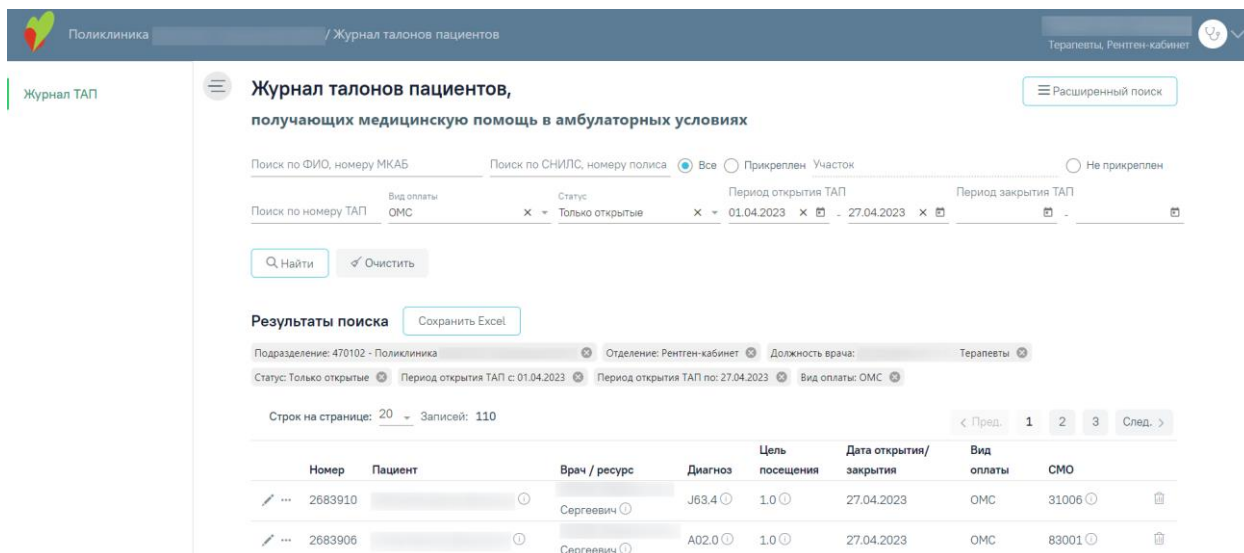 Поликлиника / Журнал талонов пациентов
Терапевты, Рентген-кабинет
Журнал ТАП
Журнал талонов пациентов,
Расширенный поиск
получающих медицинскую помощь в амбулаторных условиях
Поиск по ФИО, номеру МКАБ Поиск по СНИЛС, номеру полиса Все Прикреплен Участок Не прикреплен
Вид оплаты Статус Период открытия ТАП Период закрытия ТАП
Поиск по номеру ТАП ОМС Только открытые 01.04.2023 - 27.04.2023 -
Найти Очистить
Результаты поиска Сохранить Excel
Подразделение: 470102 - Поликлиника Отделение: Рентген-кабинет Должность врача: Терапевты
Статус: Только открытые Период открытия ТАП с: 01.04.2023 Период открытия ТАП по: 27.04.2023 Вид оплаты: ОМС
Строк на странице: 20 Записей: 110 < Пред. 1 2 3 След. >
Цель Дата открытия/ Вид
Номер Пациент Врач / ресурс Диагноз посещения закрытия оплаты СМО
2683910 Сергеевич J63.4 1.0 27.04.2023 ОМС 31006
2683906 Сергеевич A02.0 1.0 27.04.2023 ОМС 83001